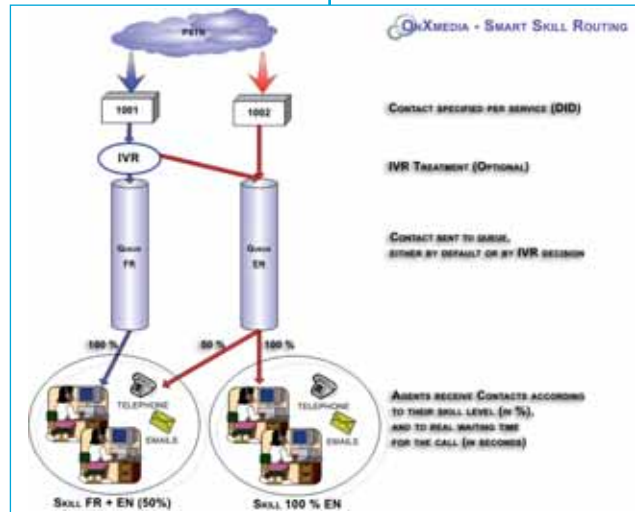 PSTN
OnXmedia - Smart Skill Routing
1001
1002
Contact specified per service (DID)
IVR
IVR Treatment (Optional)
Queue
FR
Queue
EN
Contact sent to queue,
either by default or by IVR decision
100 %
50 %
100 %
TELEPHONE
EMAILS
TELEPHONE
EMAILS
Agents receive Contacts according
to their skill level (in %),
and to real waiting time
for the call (in seconds)
Skill FR + EN (50%)
Skill 100 % EN